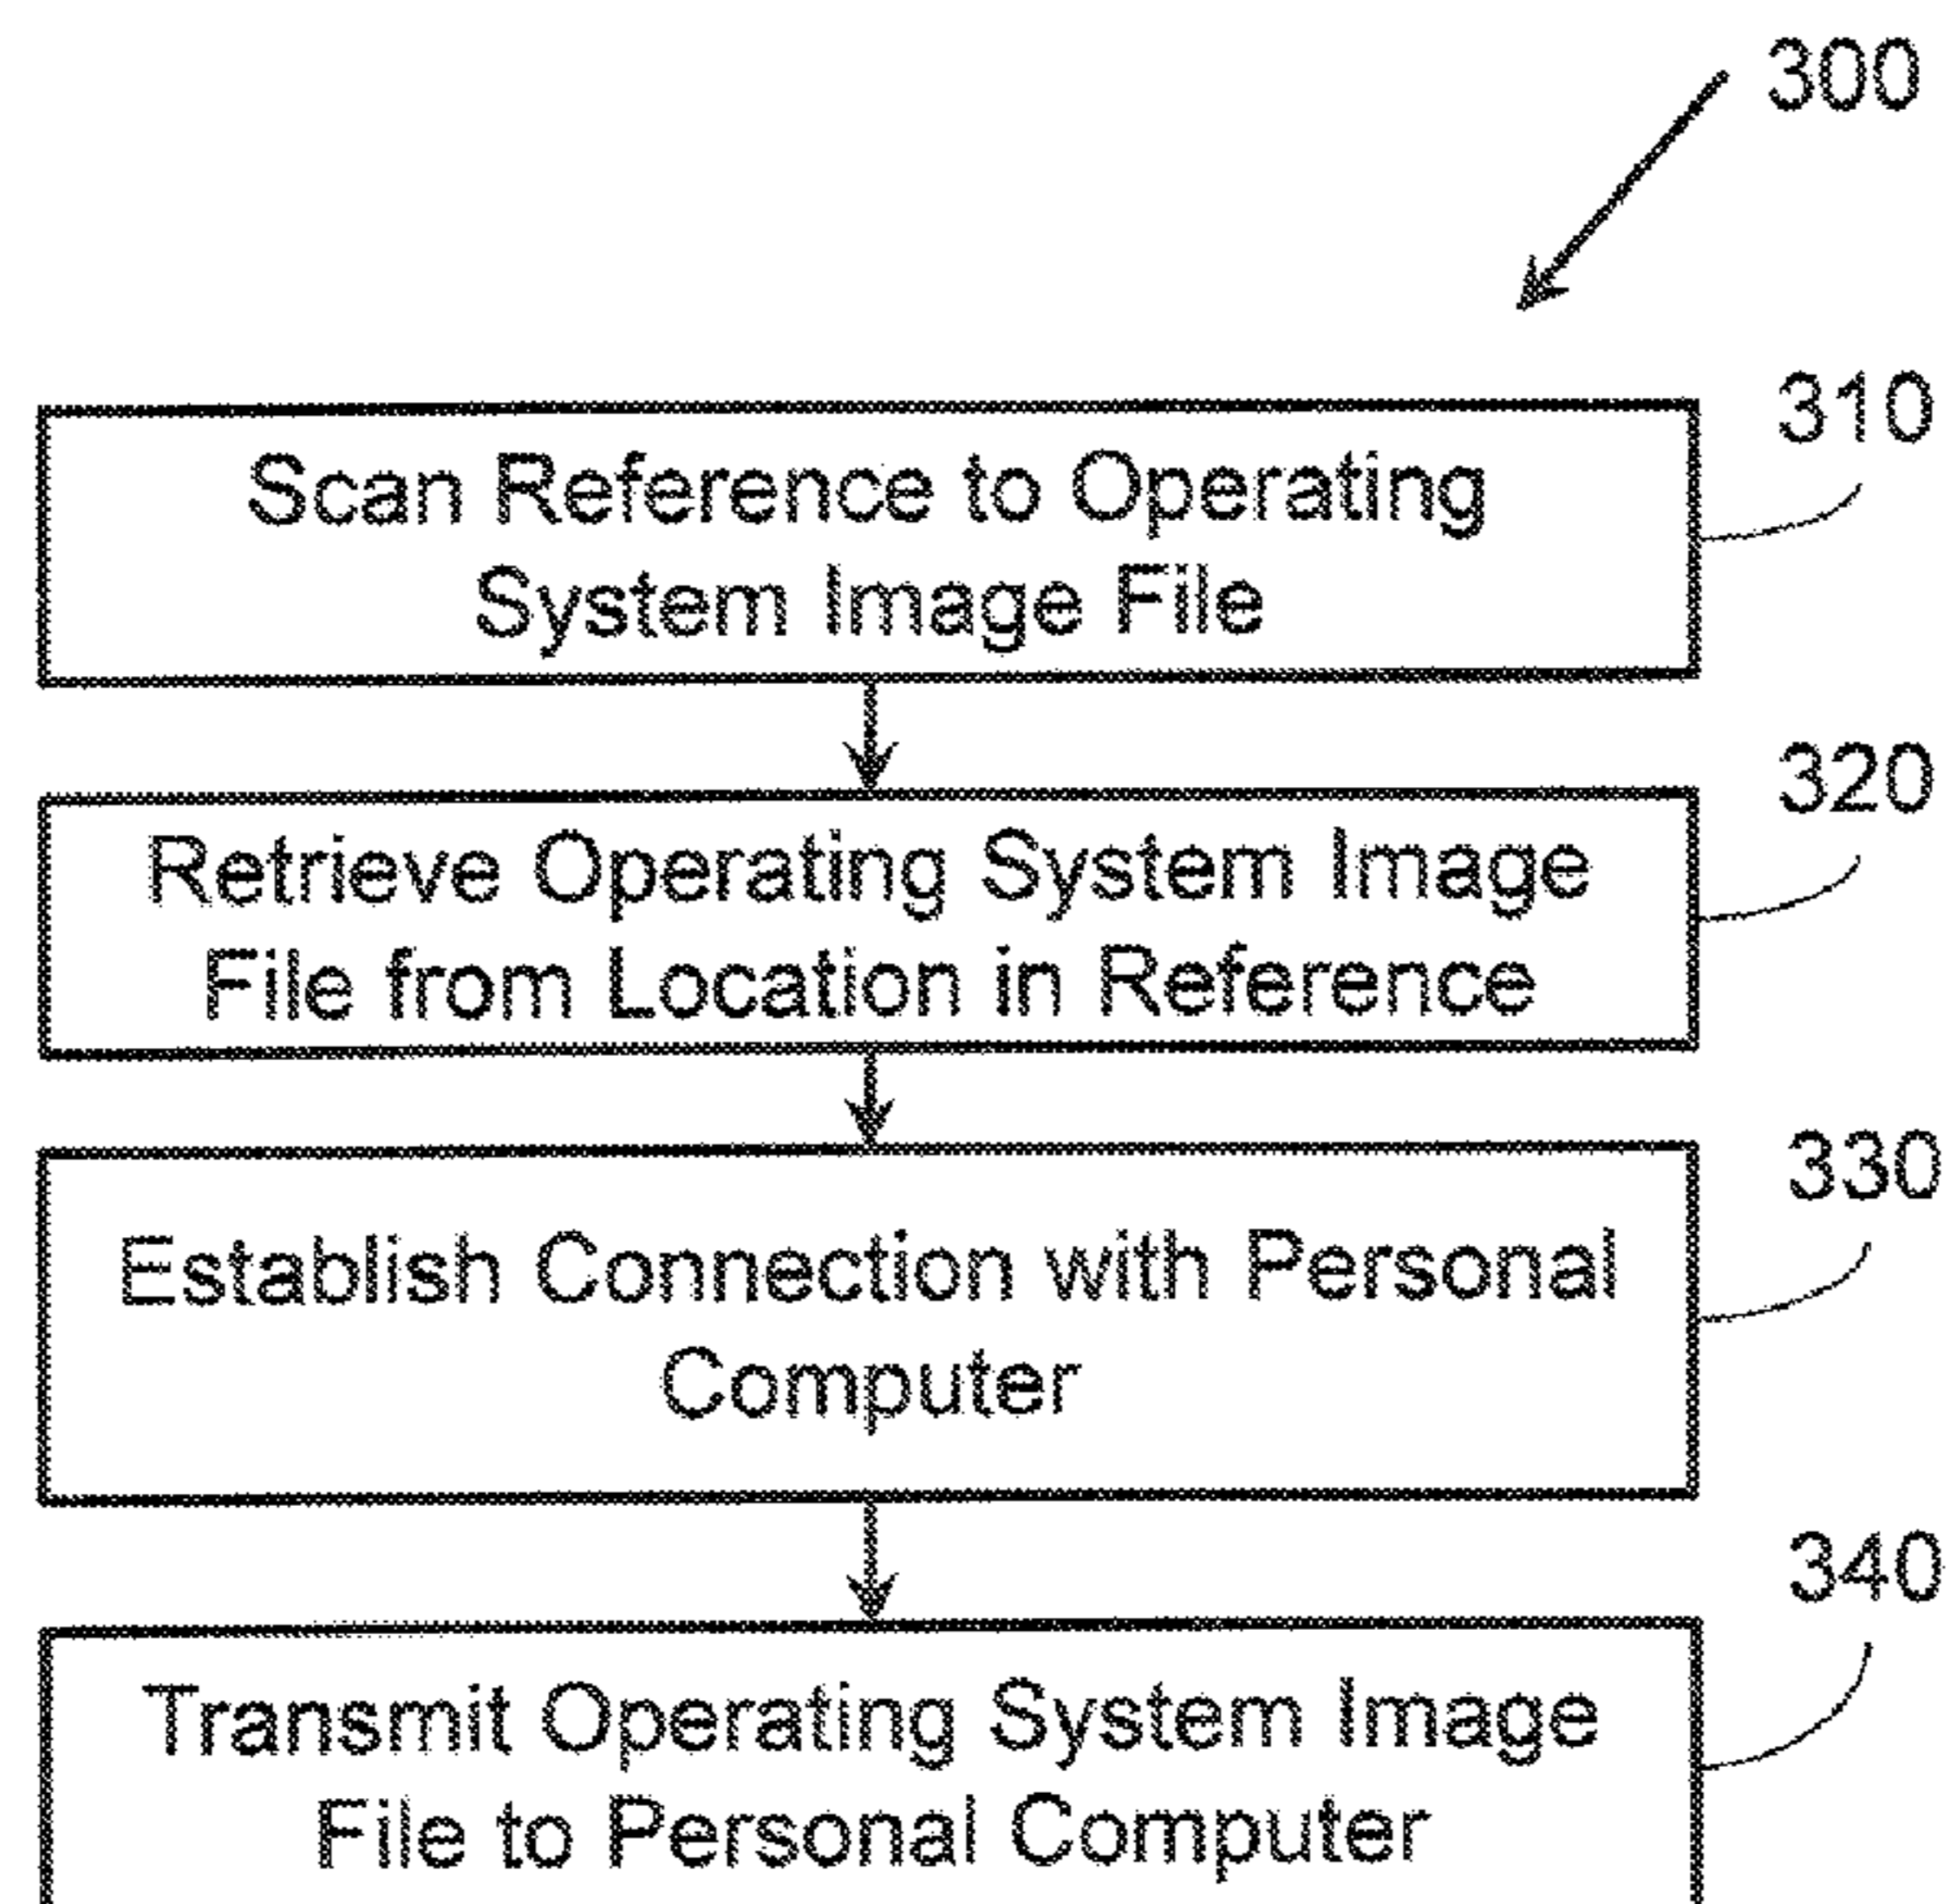 300
310
Scan Reference to Operating
System Image File
320
Retrieve Operating System Image
File from Location in Reference
330
Establish Connection with Personal
Computer
340
Transmit Operating System Image
File to Personal Computer